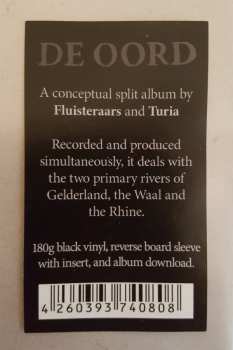 DE OORD
A conceptual split album by
Fluisteraars and Turia
Recorded and produced
simultaneously, it deals with
the two primary rivers of
Gelderland, the Waal and
the Rhine.
180g black vinyl, reverse board sleeve
with insert, and album download.
4 260393 740808